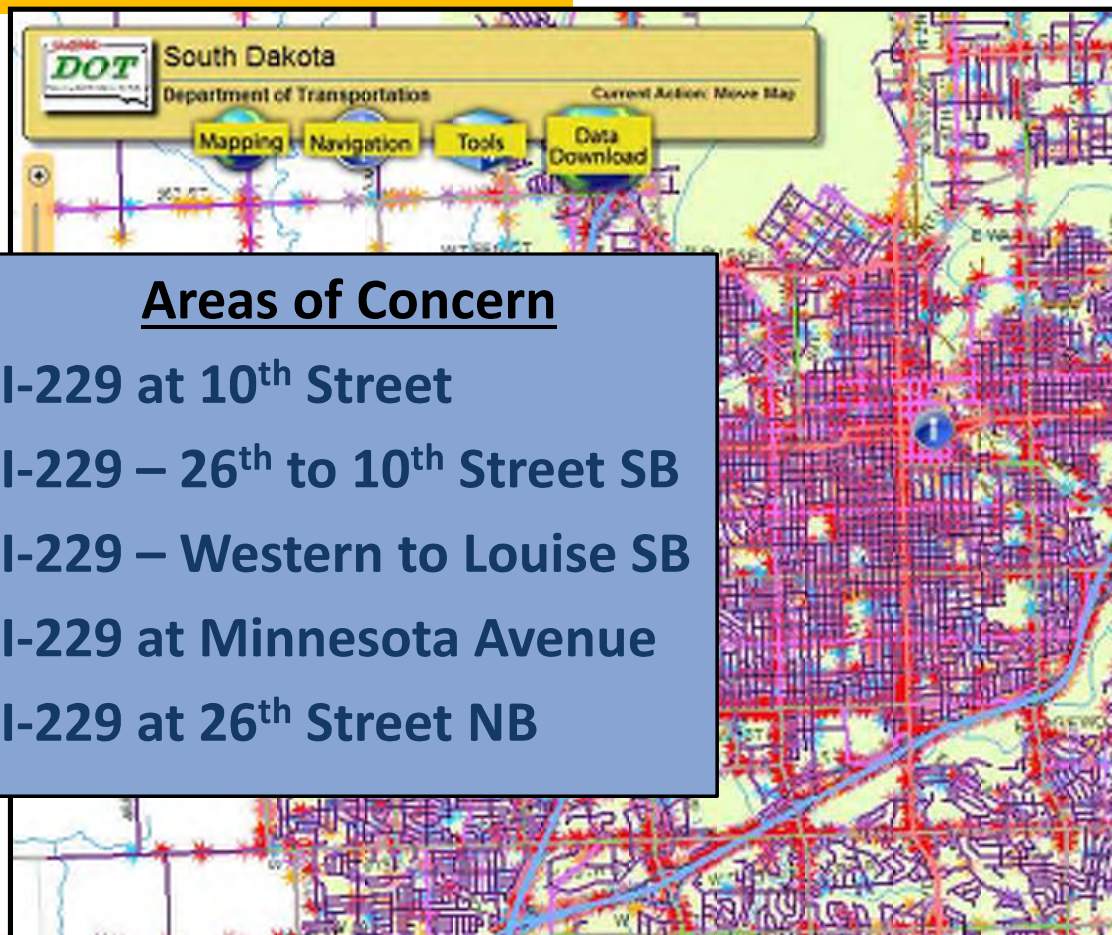 DOT
South Dakota
Department of Transportation
Current Action: Move Map
Mapping
Navigation
Tools
Data
Download
Areas of Concern
I-229 at 10th Street
I-229 – 26th to 10th Street SB
I-229 – Western to Louise SB
I-229 at Minnesota Avenue
I-229 at 26th Street NB